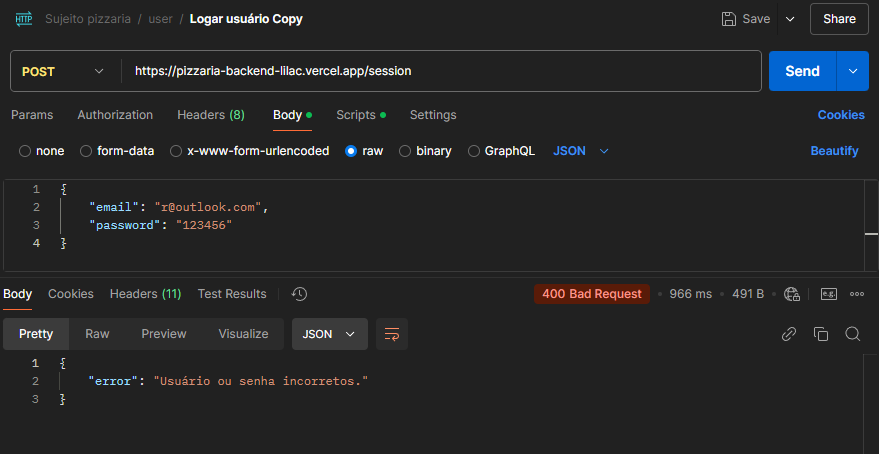 HTTP Sujeito pizzaria / user / Logar usuário Copy Save Share
POST https://pizzaria-backend-lilac.vercel.app/session Send
Params Authorization Headers (8) Body Scripts Settings Cookies
none form-data x-www-form-urlencoded raw binary GraphQL JSON Beautify
1 {
2 "email": "r@outlook.com",
3 "password": "123456"
4 }
Body Cookies Headers (11) Test Results 400 Bad Request 966 ms 491 B e.g.
Pretty Raw Preview Visualize JSON
1 {
2 "error": "Usuário ou senha incorretos."
3 }